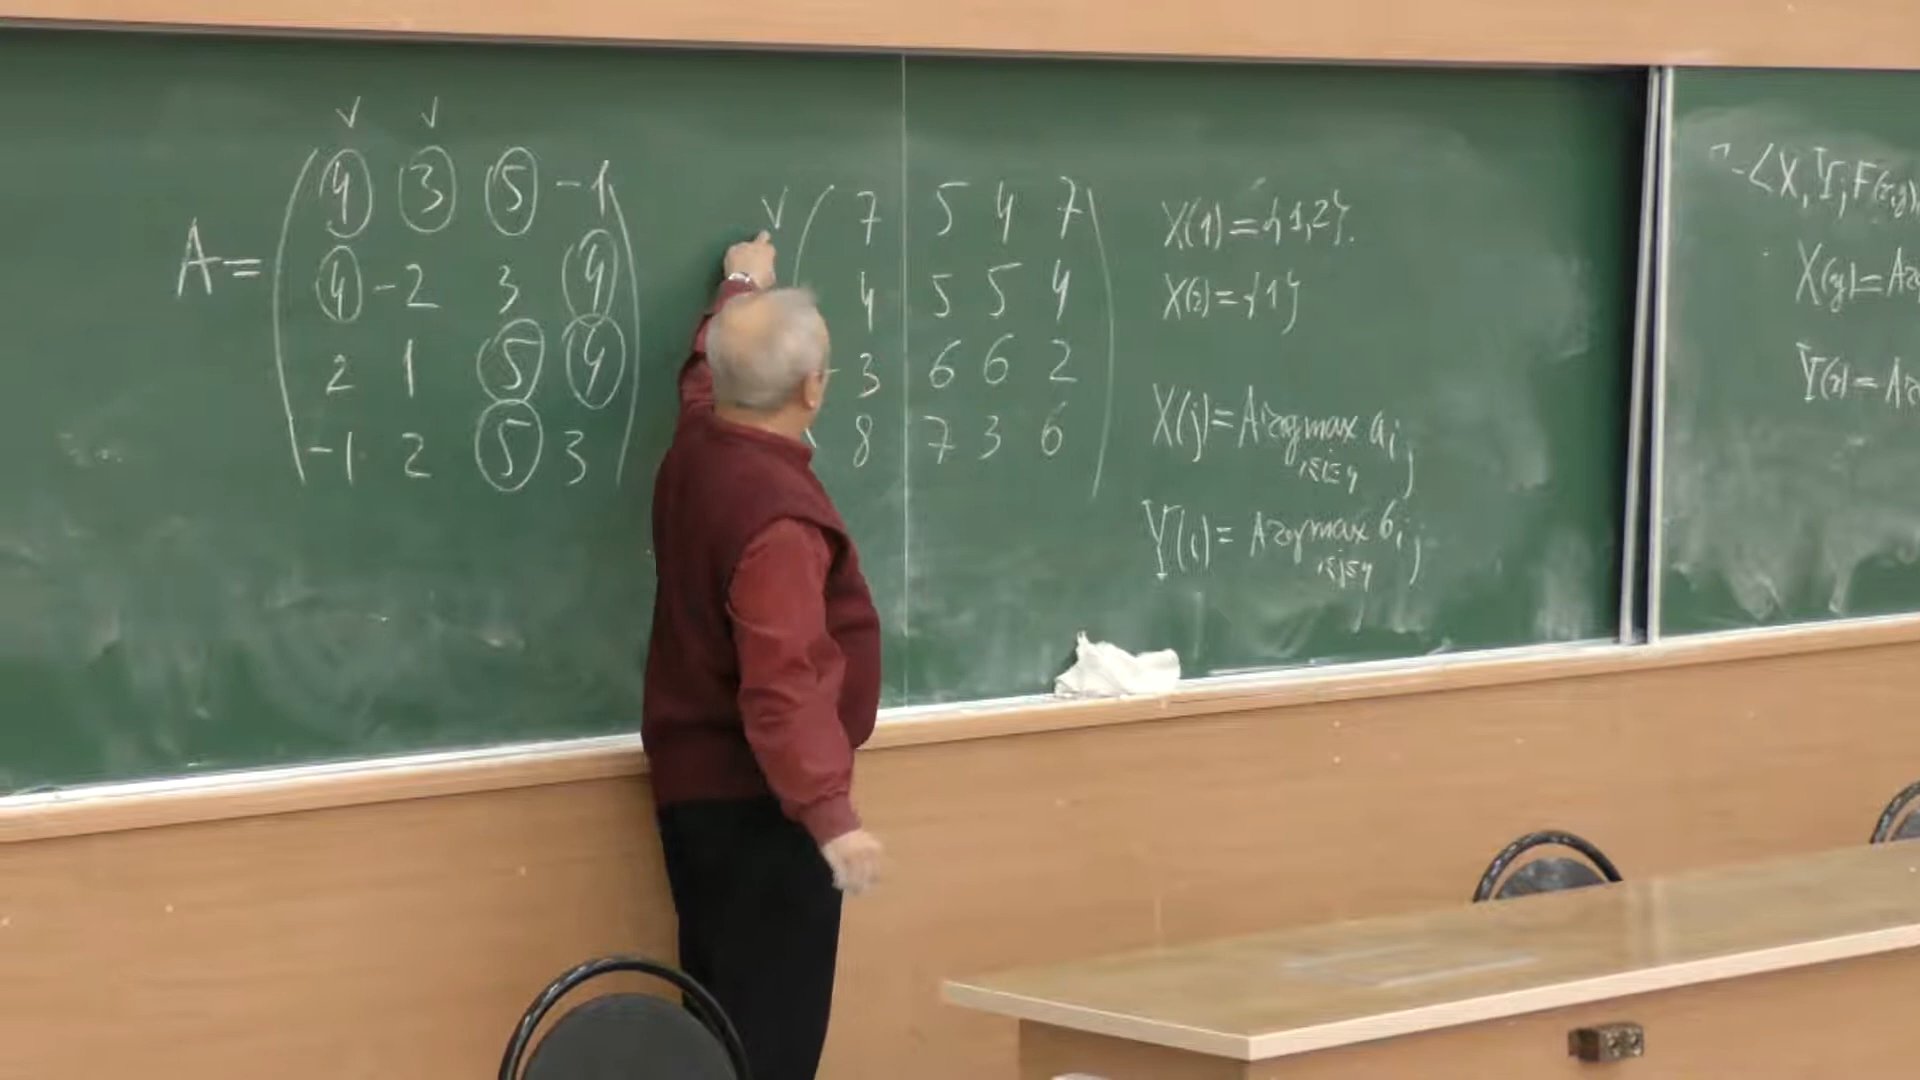 ∨ ∨
A = ( 4 3 5 -1 )
4 -2 3 4
2 1 5 4
-1 2 5 3
∨ ( 7 5 4 7 )
4 5 5 4
3 6 6 2
8 7 3 6
X(1) = {1,2}.
X(2) = {1}
X(j) = Argmax a_ij
1≤i≤4
Y(i) = Argmax b_ij
1≤j≤4
Γ = <X, Y, F(x,y),
X(y) = Arg
Y(x) = Arg